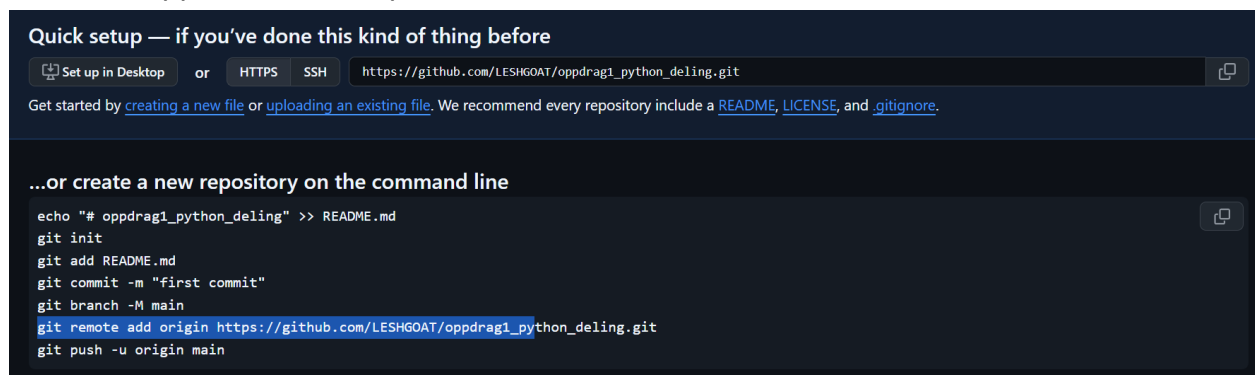 Quick setup — if you've done this kind of thing before
Set up in Desktop or HTTPS SSH https://github.com/LESHGOAT/oppdrag1_python_deling.git
Get started by creating a new file or uploading an existing file. We recommend every repository include a README, LICENSE, and .gitignore.
...or create a new repository on the command line
echo "# oppdrag1_python_deling" >> README.md
git init
git add README.md
git commit -m "first commit"
git branch -M main
git remote add origin https://github.com/LESHGOAT/oppdrag1_python_deling.git
git push -u origin main